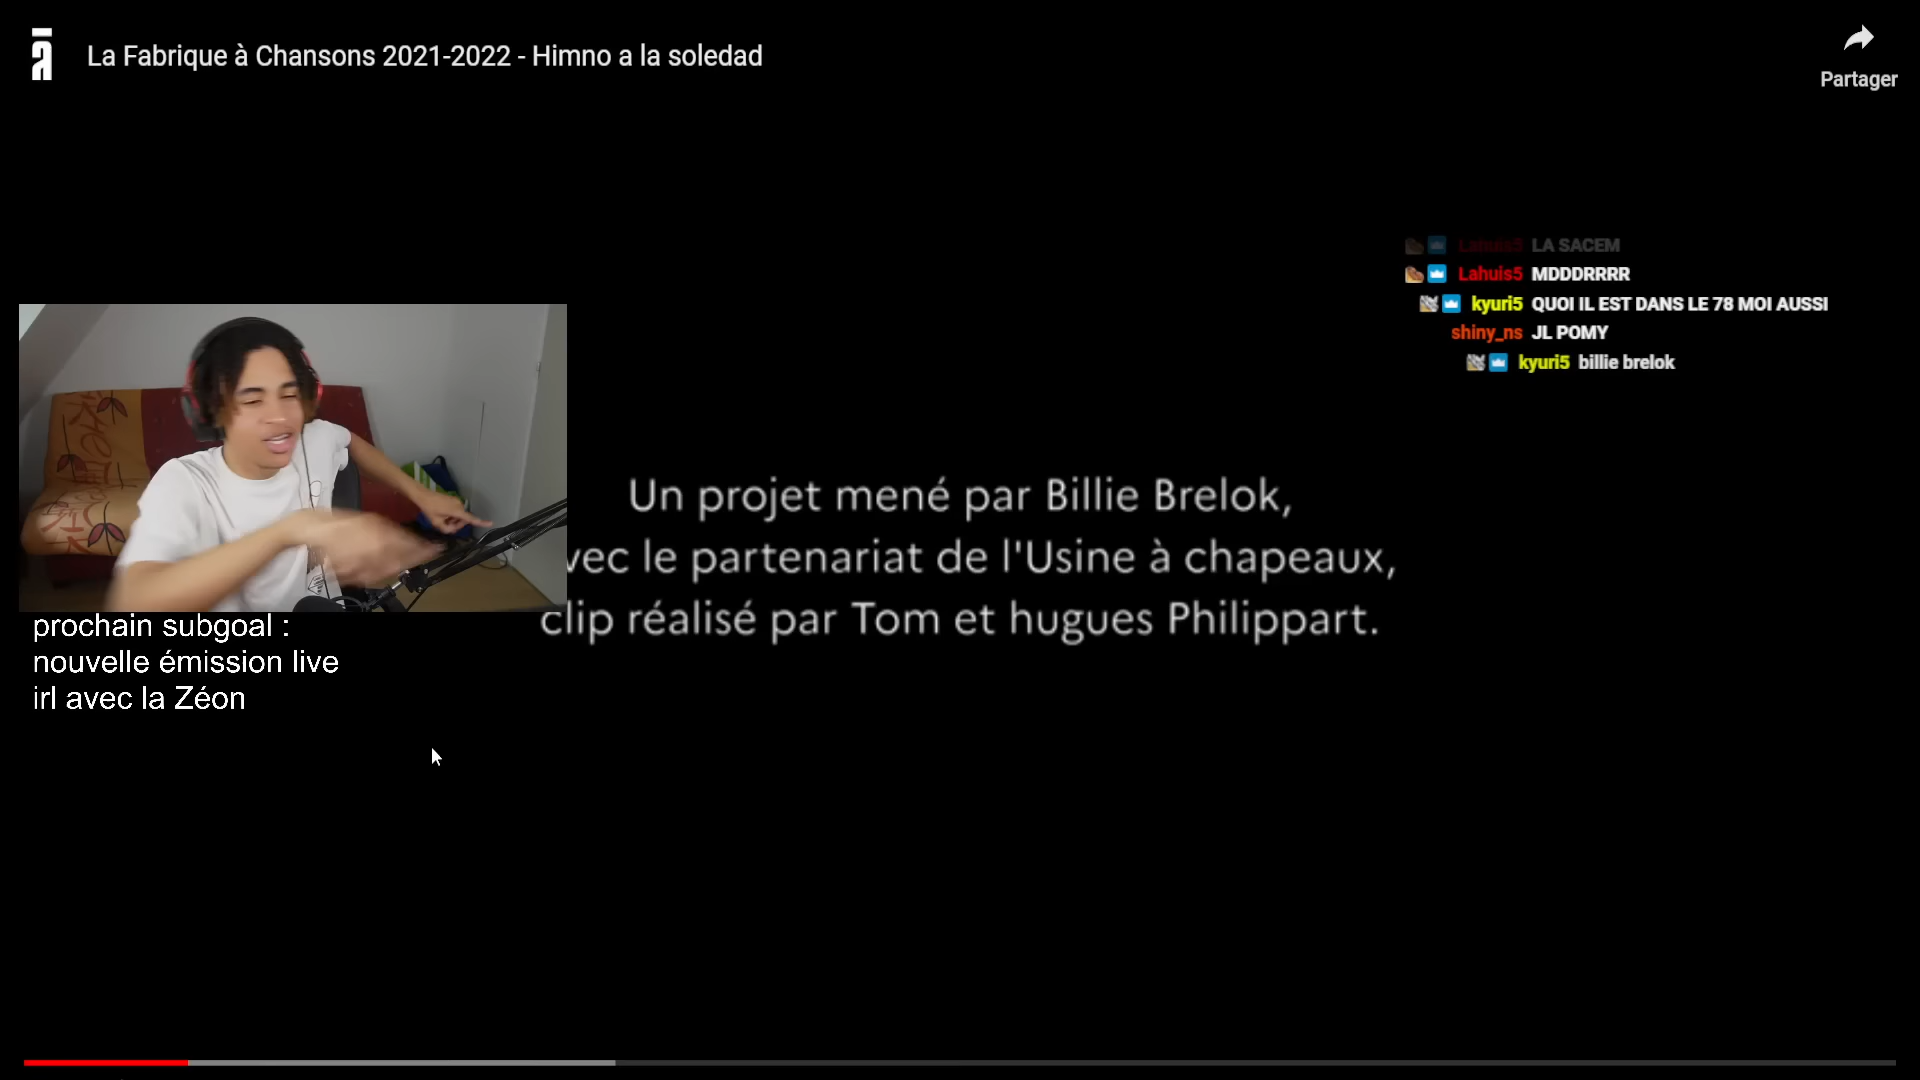 La Fabrique à Chansons 2021-2022 - Himno a la soledad
Partager
Lahuis5 LA SACEM
Lahuis5 MDDDRRRR
kyuri5 QUOI IL EST DANS LE 78 MOI AUSSI
shiny_ns JL POMY
kyuri5 billie brelok
Un projet mené par Billie Brelok,
vec le partenariat de l'Usine à chapeaux,
clip réalisé par Tom et hugues Philippart.
prochain subgoal :
nouvelle émission live
irl avec la Zéon